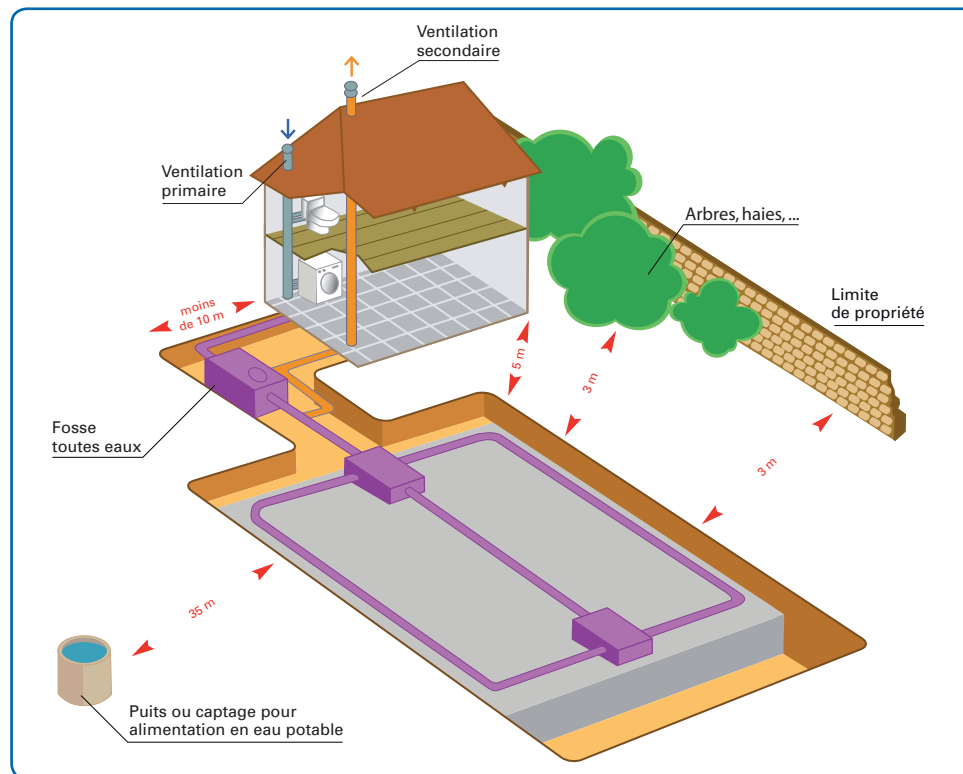 Ventilation
secondaire
Ventilation
primaire
Arbres, haies, ...
moins
de 10 m
Limite
de propriété
5 m
3 m
Fosse
toutes eaux
3 m
35 m
Puits ou captage pour
alimentation en eau potable